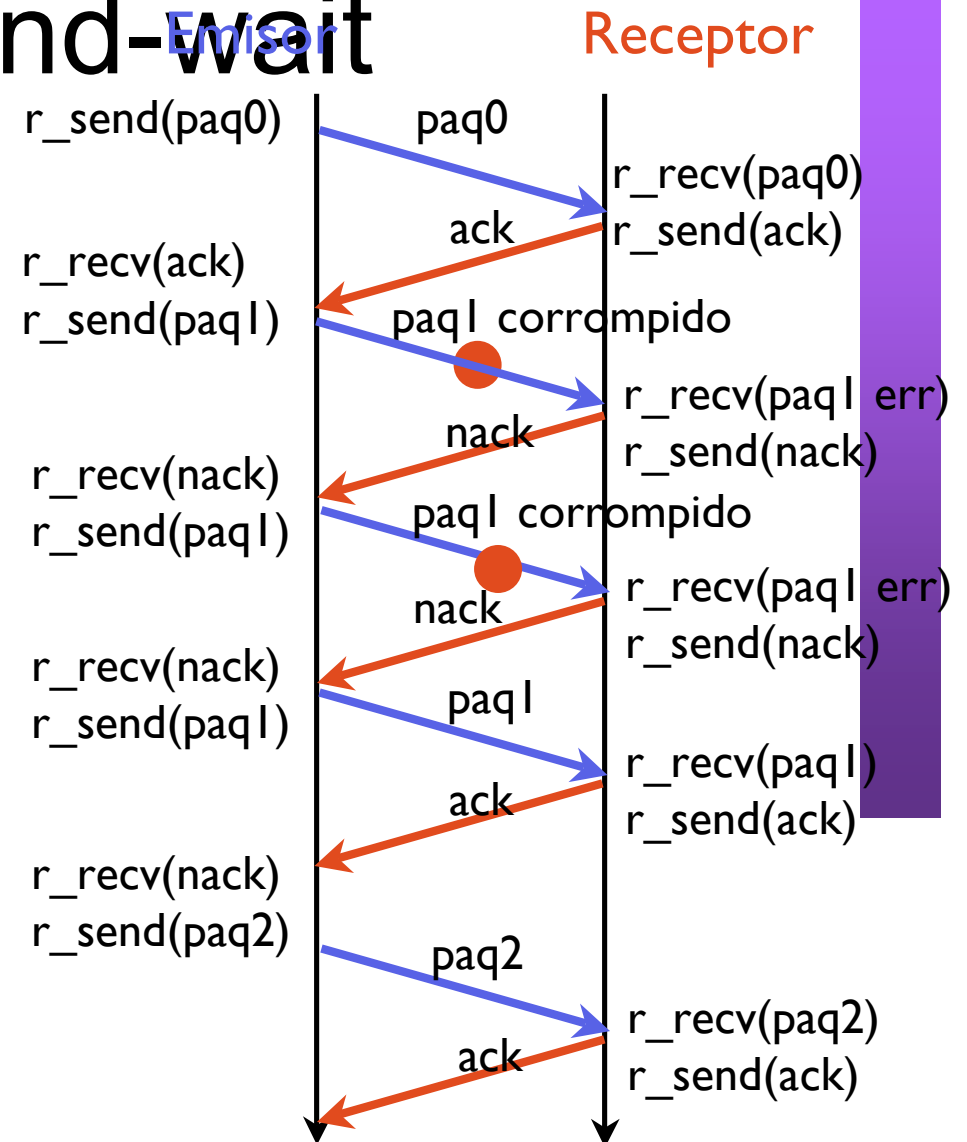 nd-wait
Emisor
Receptor
r_send(paq0)
paq0
r_recv(paq0)
ack
r_send(ack)
r_recv(ack)
r_send(paq1)
paq1 corrompido
r_recv(paq1 err)
nack
r_send(nack)
r_recv(nack)
r_send(paq1)
paq1 corrompido
r_recv(paq1 err)
nack
r_send(nack)
r_recv(nack)
r_send(paq1)
paq1
r_recv(paq1)
ack
r_send(ack)
r_recv(nack)
r_send(paq2)
paq2
r_recv(paq2)
ack
r_send(ack)